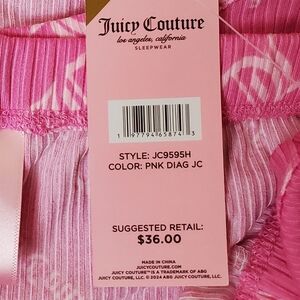 Juicy Couture
los angeles, california
SLEEPWEAR
1 97794 65874 3
STYLE: JC9595H
COLOR: PNK DIAG JC
SUGGESTED RETAIL:
$36.00
MADE IN CHINA
JUICYCOUTURE.COM
JUICY COUTURE™ IS A TRADEMARK OF ABG
JUICY COUTURE, LLC. © 2024 ABG JUICY COUTURE, LLC.